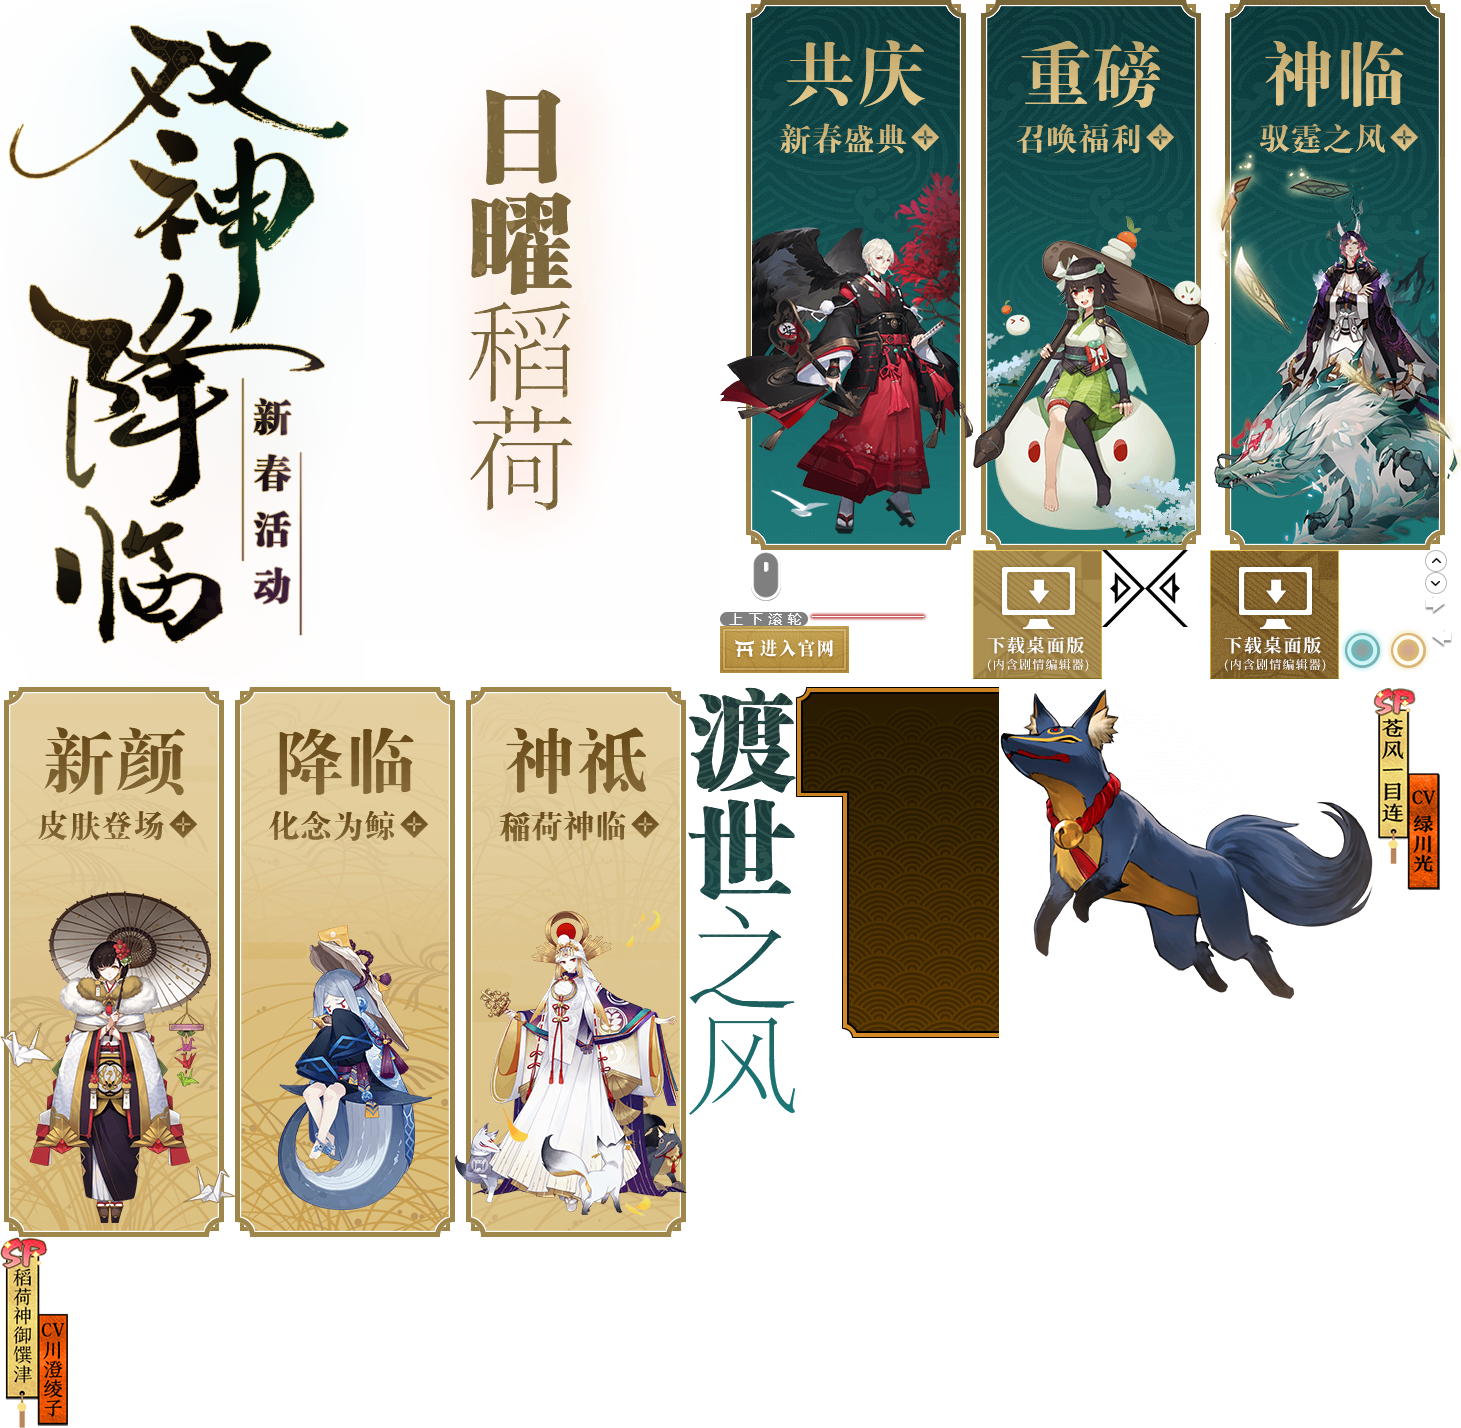 双神降临
新春活动
日曜稻荷
共庆
新春盛典
重磅
召唤福利
神临
驭霆之风
上下滚轮
进入官网
下载桌面版
(内含剧情编辑器)
下载桌面版
(内含剧情编辑器)
新颜
皮肤登场
降临
化念为鲸
神祇
稲荷神临
渡世之风
SP
苍风一目连
CV 绿川光
SP
稻荷神御馔津
CV川澄绫子